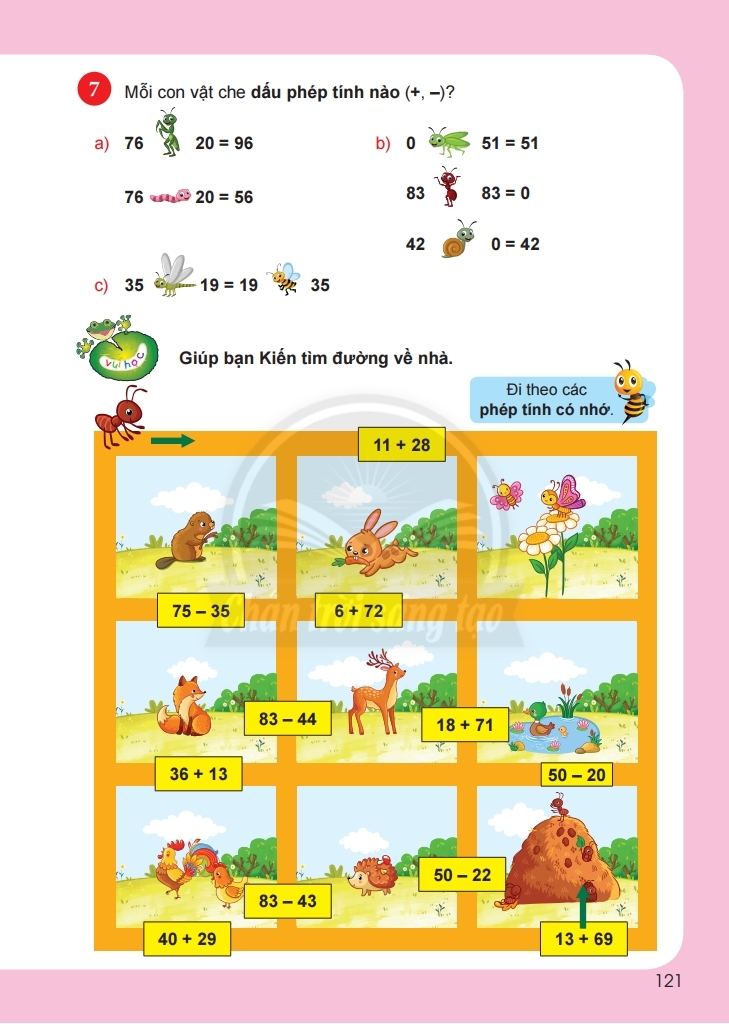 7 Mỗi con vật che dấu phép tính nào (+, –)?
a) 76 20 = 96
76 20 = 56
b) 0 51 = 51
83 83 = 0
42 0 = 42
c) 35 19 = 19 35
Vui học
Giúp bạn Kiến tìm đường về nhà.
Đi theo các
phép tính có nhớ.
11 + 28
75 – 35
6 + 72
Chân trời sáng tạo
83 – 44
18 + 71
36 + 13
50 – 20
50 – 22
83 – 43
40 + 29
13 + 69
121